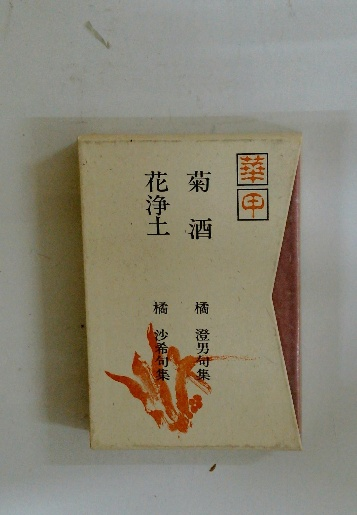 華甲
菊酒
橘 澄男句集
花浄土
橘 沙希句集